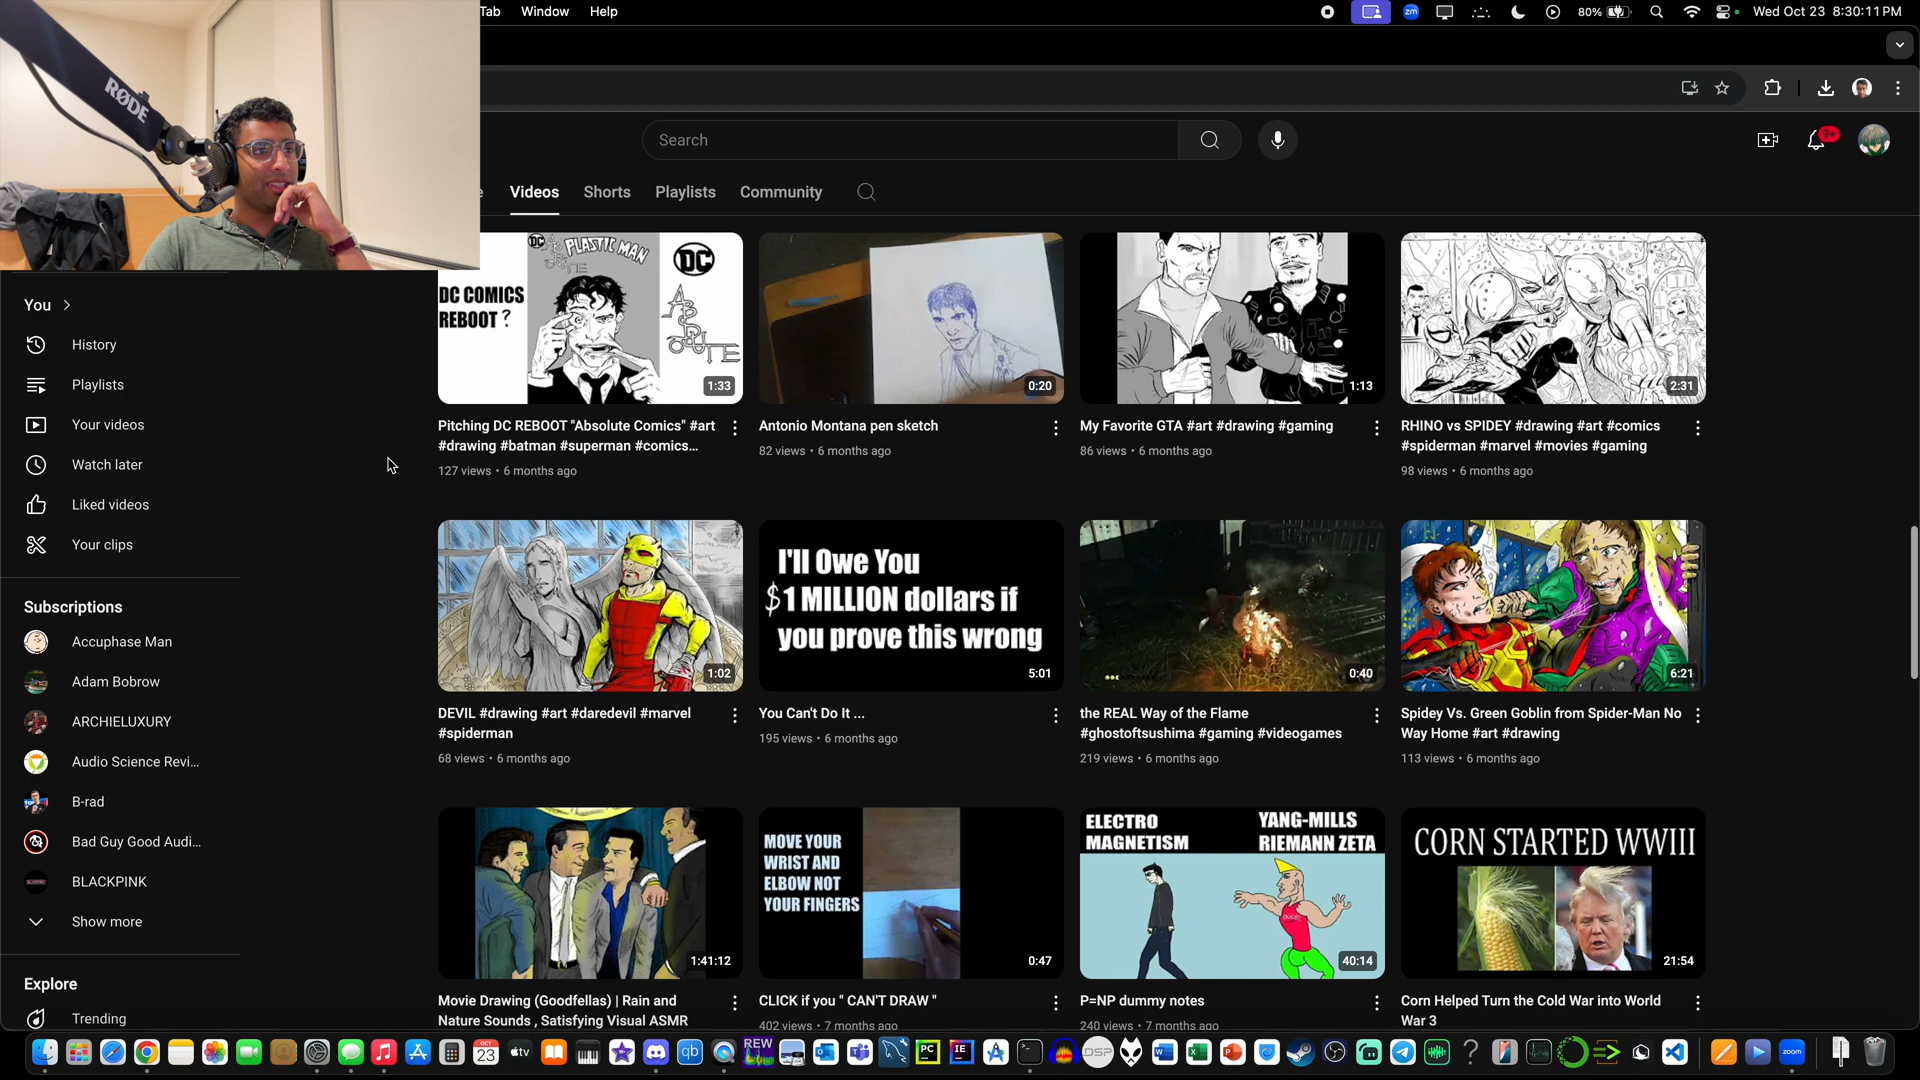 Tab Window Help
zm
80%
Wed Oct 23 8:30:11 PM
RØDE
Search
9+
Videos Shorts Playlists Community
DC
PLASTIC MAN
DC
DC COMICS
REBOOT ?
1:33
0:20
1:13
2:31
Pitching DC REBOOT "Absolute Comics" #art
#drawing #batman #superman #comics...
127 views • 6 months ago
Antonio Montana pen sketch
82 views • 6 months ago
My Favorite GTA #art #drawing #gaming
86 views • 6 months ago
RHINO vs SPIDEY #drawing #art #comics
#spiderman #marvel #movies #gaming
98 views • 6 months ago
You
History
Playlists
Your videos
Watch later
Liked videos
Your clips
Subscriptions
Accuphase Man
Adam Bobrow
ARCHIELUXURY
Audio Science Revi...
B-rad
Bad Guy Good Audi...
BLACKPINK
Show more
Explore
Trending
1:02
I'll Owe You
$1 MILLION dollars if
you prove this wrong
5:01
0:40
6:21
DEVIL #drawing #art #daredevil #marvel
#spiderman
68 views • 6 months ago
You Can't Do It ...
195 views • 6 months ago
the REAL Way of the Flame
#ghostoftsushima #gaming #videogames
219 views • 6 months ago
Spidey Vs. Green Goblin from Spider-Man No
Way Home #art #drawing
113 views • 6 months ago
1:41:12
MOVE YOUR
WRIST AND
ELBOW NOT
YOUR FINGERS
0:47
ELECTRO
MAGNETISM
YANG-MILLS
RIEMANN ZETA
40:14
CORN STARTED WWIII
21:54
Movie Drawing (Goodfellas) | Rain and
Nature Sounds , Satisfying Visual ASMR
CLICK if you " CAN'T DRAW "
402 views • 7 months ago
P=NP dummy notes
240 views • 7 months ago
Corn Helped Turn the Cold War into World
War 3
OCT
23
tv
qb
REW
PC
IE
DSP
zoom